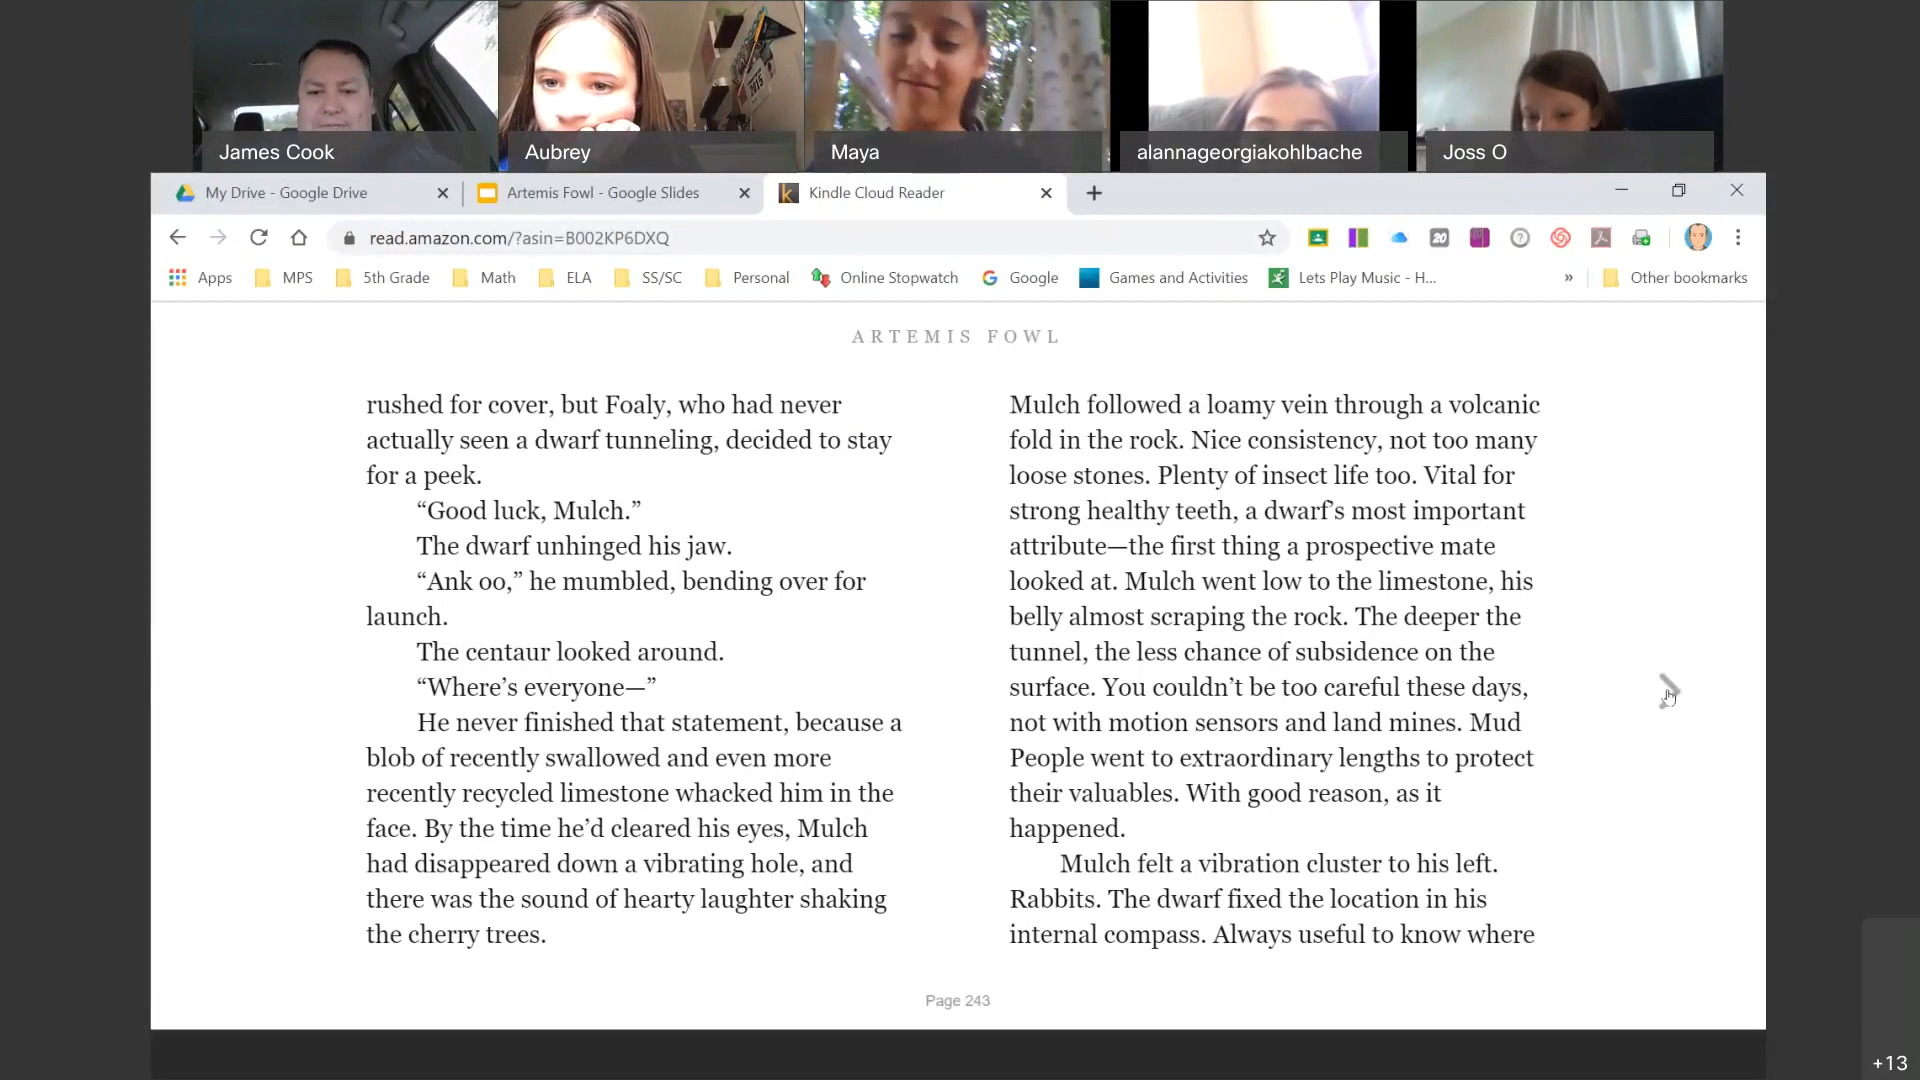 James Cook
Aubrey
Maya
alannageorgiakohlbache
Joss O
2015
My Drive - Google Drive
Artemis Fowl - Google Slides
Kindle Cloud Reader
read.amazon.com/?asin=B002KP6DXQ
20
Apps
MPS
5th Grade
Math
ELA
SS/SC
Personal
Online Stopwatch
Google
Games and Activities
Lets Play Music - H...
»
Other bookmarks
ARTEMIS FOWL
rushed for cover, but Foaly, who had never
actually seen a dwarf tunneling, decided to stay
for a peek.
“Good luck, Mulch.”
The dwarf unhinged his jaw.
“Ank oo,” he mumbled, bending over for
launch.
The centaur looked around.
“Where’s everyone—”
He never finished that statement, because a
blob of recently swallowed and even more
recently recycled limestone whacked him in the
face. By the time he’d cleared his eyes, Mulch
had disappeared down a vibrating hole, and
there was the sound of hearty laughter shaking
the cherry trees.
Mulch followed a loamy vein through a volcanic
fold in the rock. Nice consistency, not too many
loose stones. Plenty of insect life too. Vital for
strong healthy teeth, a dwarf’s most important
attribute—the first thing a prospective mate
looked at. Mulch went low to the limestone, his
belly almost scraping the rock. The deeper the
tunnel, the less chance of subsidence on the
surface. You couldn’t be too careful these days,
not with motion sensors and land mines. Mud
People went to extraordinary lengths to protect
their valuables. With good reason, as it
happened.
Mulch felt a vibration cluster to his left.
Rabbits. The dwarf fixed the location in his
internal compass. Always useful to know where
Page 243
+13